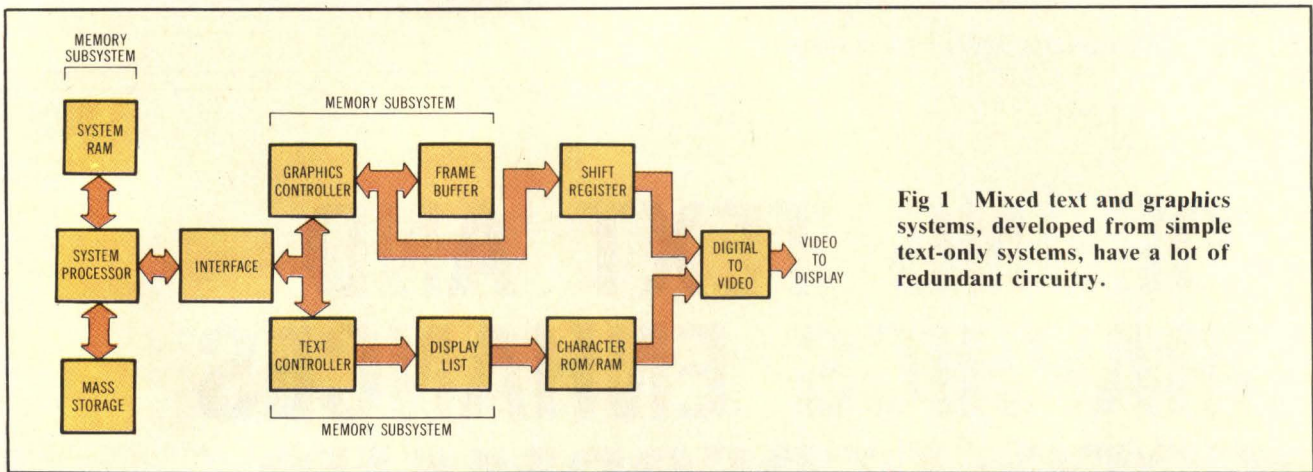 MEMORY
SUBSYSTEM
SYSTEM
RAM
SYSTEM
PROCESSOR
MASS
STORAGE
INTERFACE
MEMORY SUBSYSTEM
GRAPHICS
CONTROLLER
FRAME
BUFFER
SHIFT
REGISTER
TEXT
CONTROLLER
DISPLAY
LIST
CHARACTER
ROM/RAM
MEMORY SUBSYSTEM
DIGITAL
TO
VIDEO
VIDEO
TO
DISPLAY
Fig 1 Mixed text and graphics
systems, developed from simple
text-only systems, have a lot of
redundant circuitry.